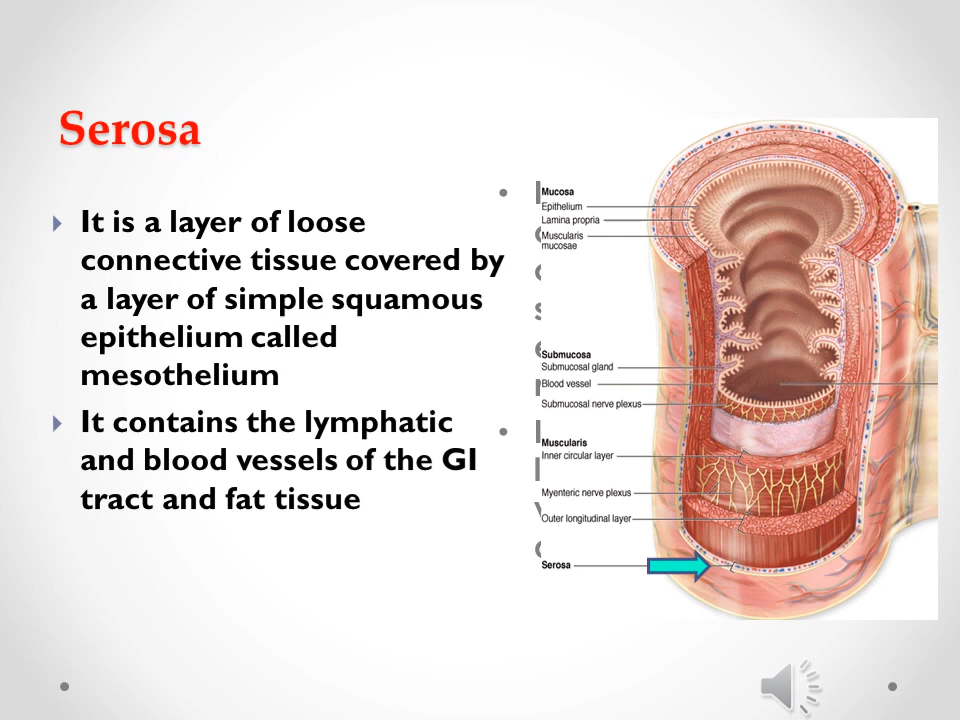 Serosa
It is a layer of loose
connective tissue covered by
a layer of simple squamous
epithelium called
mesothelium
It contains the lymphatic
and blood vessels of the GI
tract and fat tissue
Mucosa
Epithelium
Lamina propria
Muscularis
mucosae
Submucosa
Submucosal gland
Blood vessel
Submucosal nerve plexus
Muscularis
Inner circular layer
Myenteric nerve plexus
Outer longitudinal layer
Serosa